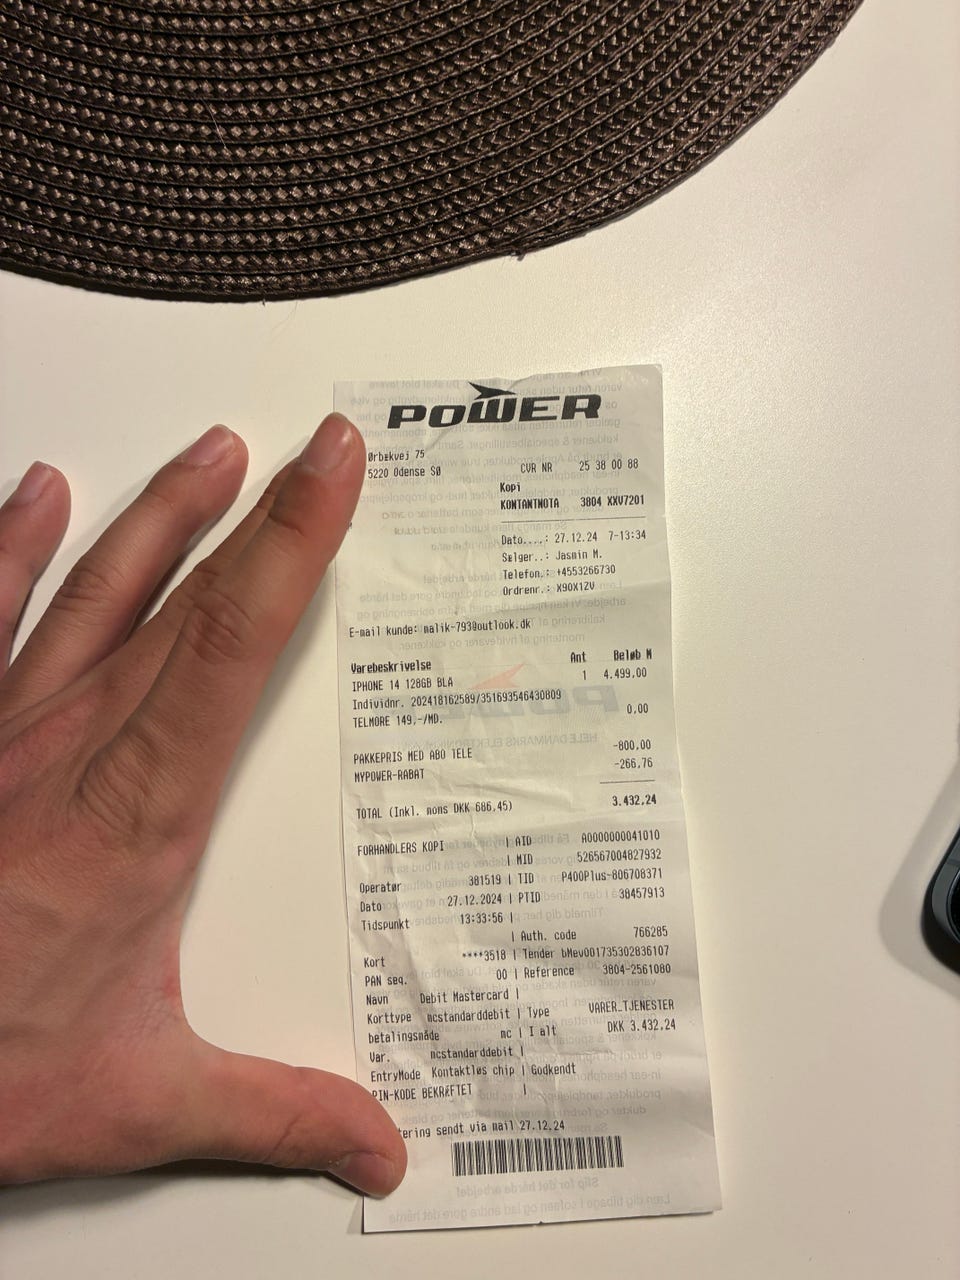 POWER
Ørbækvej 75
5220 Odense SØ
CVR NR 25 38 00 88
Kopi
KONTANTNOTA 3804 XXV7201
Dato....: 27.12.24 7-13:34
Sælger..: Jasmin M.
Telefon.: +4553266730
Ordrenr.: X90X1ZV
E-mail kunde: malik-793@outlook.dk
Varebeskrivelse Ant Beløb M
IPHONE 14 128GB BLA 1 4.499,00
Individnr. 202418162589/351693546430809
TELMORE 149,-/MD. 0,00
PAKKEPRIS MED ABO TELE -800,00
MYPOWER-RABAT -266,76
TOTAL (Inkl. moms DKK 686,45) 3.432,24
FORHANDLERS KOPI | AID A0000000041010
| MID 526567004827932
Operatør 381519 | TID P400Plus-806708371
Dato 27.12.2024 | PTID 38457913
Tidspunkt 13:33:56 |
| Auth. code 766285
Kort ****3518 | Tender bMev001735302836107
PAN seq. 00 | Reference 3804-2561080
Navn Debit Mastercard |
Korttype mcstandarddebit | Type VARER_TJENESTER
betalingsmåde mc | I alt DKK 3.432,24
Var. mcstandarddebit |
EntryMode Kontaktløs chip | Godkendt
PIN-KODE BEKRÆFTET |
tering sendt via mail 27.12.24